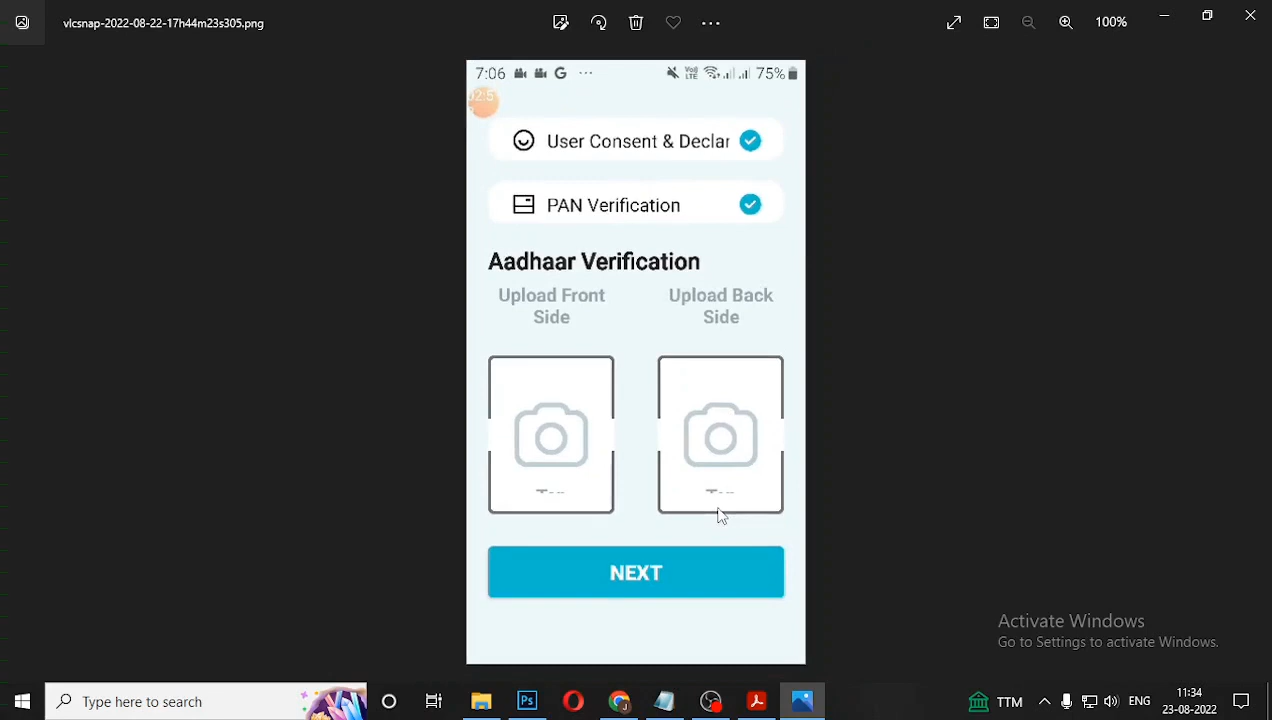 vlcsnap-2022-08-22-17h44m23s305.png
100%
7:06
75%
User Consent & Declar
PAN Verification
Aadhaar Verification
Upload Front
Side
Upload Back
Side
NEXT
Activate Windows
Go to Settings to activate Windows.
Type here to search
TTM
ENG
11:34
23-08-2022